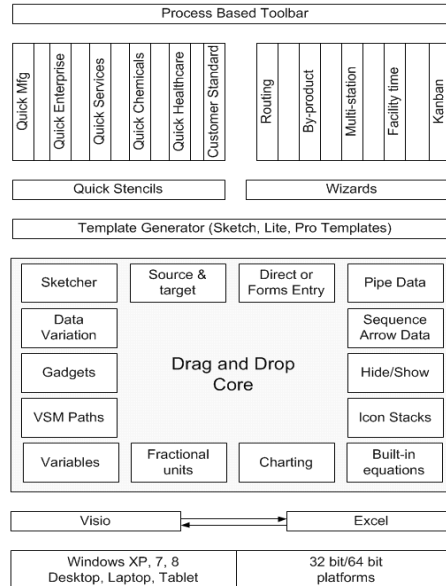 Process Based Toolbar
Quick Mfg
Quick Enterprise
Quick Services
Quick Chemicals
Quick Healthcare
Customer Standard
Routing
By-product
Multi-station
Facility time
Kanban
Quick Stencils
Wizards
Template Generator (Sketch, Lite, Pro Templates)
Sketcher
Source &
target
Direct or
Forms Entry
Pipe Data
Data
Variation
Sequence
Arrow Data
Gadgets
Drag and Drop
Core
Hide/Show
VSM Paths
Icon Stacks
Variables
Fractional
units
Charting
Built-in
equations
Visio
Excel
Windows XP, 7, 8
Desktop, Laptop, Tablet
32 bit/64 bit
platforms